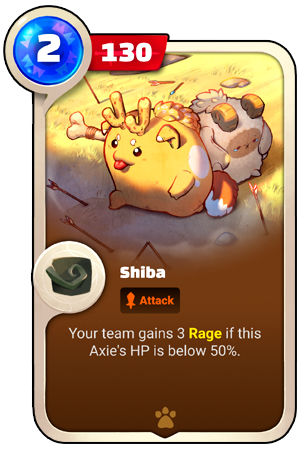 2
130
Shiba
Attack
Your team gains 3 Rage if this
Axie's HP is below 50%.